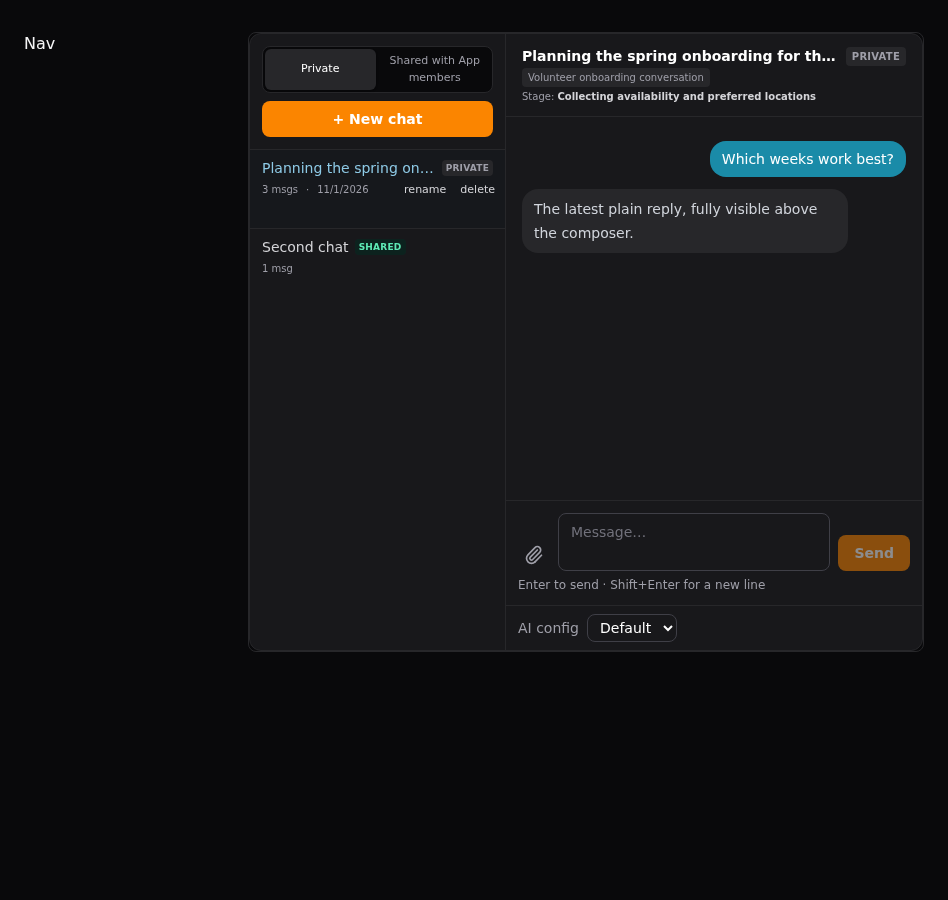 Nav
Private
Shared with App
members
+ New chat
Planning the spring on… PRIVATE
3 msgs · 11/1/2026 rename delete
Second chat SHARED
1 msg
Planning the spring onboarding for th… PRIVATE
Volunteer onboarding conversation
Stage: Collecting availability and preferred locations
Which weeks work best?
The latest plain reply, fully visible above
the composer.
Message…
Send
Enter to send · Shift+Enter for a new line
AI config Default